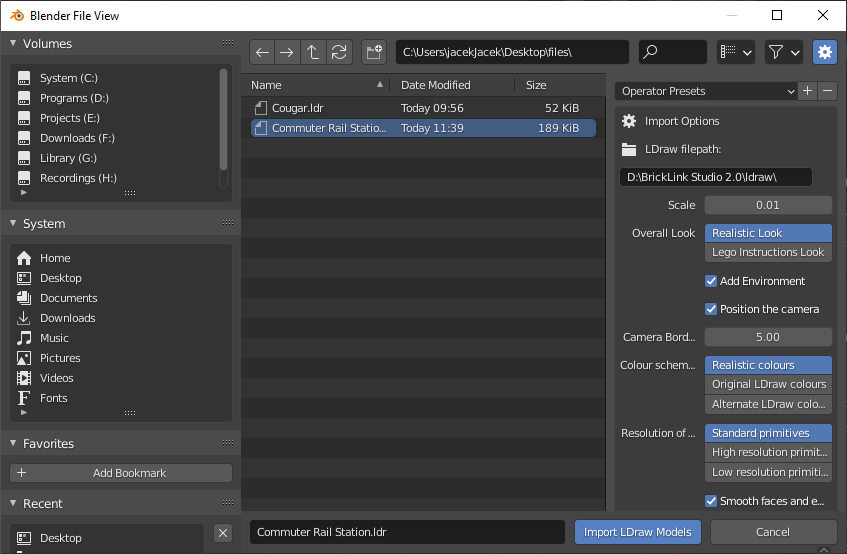 Blender File View
Volumes
System (C:)
Programs (D:)
Projects (E:)
Downloads (F:)
Library (G:)
Recordings (H:)
System
Home
Desktop
Documents
Downloads
Music
Pictures
Videos
Fonts
Favorites
Add Bookmark
Recent
Desktop
C:\Users\jacekJacek\Desktop\files\
Name Date Modified Size
Cougar.ldr Today 09:56 52 KiB
Commuter Rail Statio... Today 11:39 189 KiB
Operator Presets
Import Options
LDraw filepath:
D:\BrickLink Studio 2.0\ldraw\
Scale 0.01
Overall Look Realistic Look
Lego Instructions Look
Add Environment
Position the camera
Camera Bord... 5.00
Colour schem... Realistic colours
Original LDraw colours
Alternate LDraw colo...
Resolution of ... Standard primitives
High resolution primit...
Low resolution primiti...
Smooth faces and e...
Commuter Rail Station.ldr
Import LDraw Models
Cancel